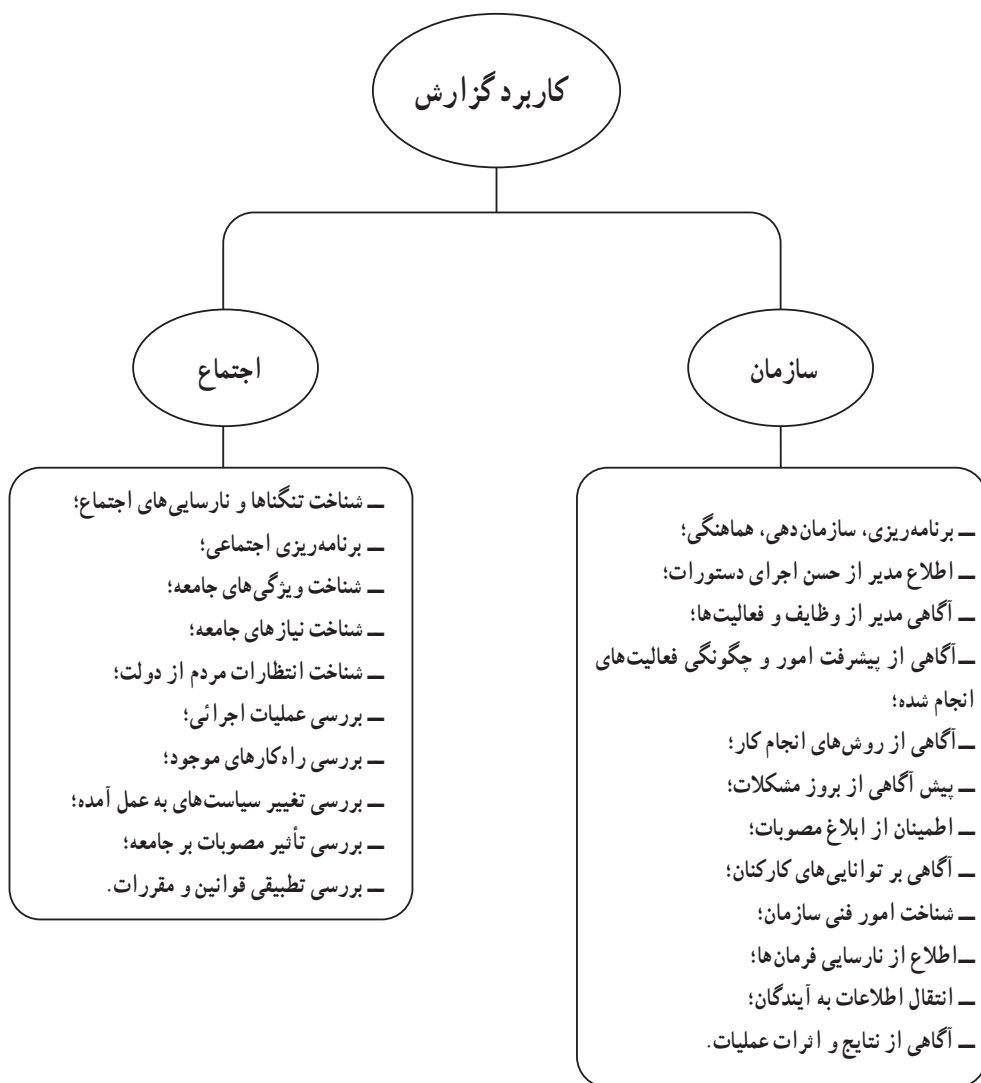 کاربرد گزارش
سازمان
ــ برنامه‌ریزی، سازمان‌دهی، هماهنگی؛
ــ اطلاع مدیر از حسن اجرای دستورات؛
ــ آگاهی مدیر از وظایف و فعالیت‌ها؛
ــ آگاهی از پیشرفت امور و چگونگی فعالیت‌های
انجام شده؛
ــ آگاهی از روش‌های انجام کار؛
ــ پیش آگاهی از بروز مشکلات؛
ــ اطمینان از ابلاغ مصوبات؛
ــ آگاهی بر توانایی‌های کارکنان؛
ــ شناخت امور فنی سازمان؛
ــ اطلاع از نارسایی فرمان‌ها؛
ــ انتقال اطلاعات به آیندگان؛
ــ آگاهی از نتایج و اثرات عملیات.
اجتماع
ــ شناخت تنگناها و نارسایی‌های اجتماع؛
ــ برنامه‌ریزی اجتماعی؛
ــ شناخت ویژگی‌های جامعه؛
ــ شناخت نیازهای جامعه؛
ــ شناخت انتظارات مردم از دولت؛
ــ بررسی عملیات اجرائی؛
ــ بررسی راه‌کارهای موجود؛
ــ بررسی تغییر سیاست‌های به عمل آمده؛
ــ بررسی تأثیر مصوبات بر جامعه؛
ــ بررسی تطبیقی قوانین و مقررات.